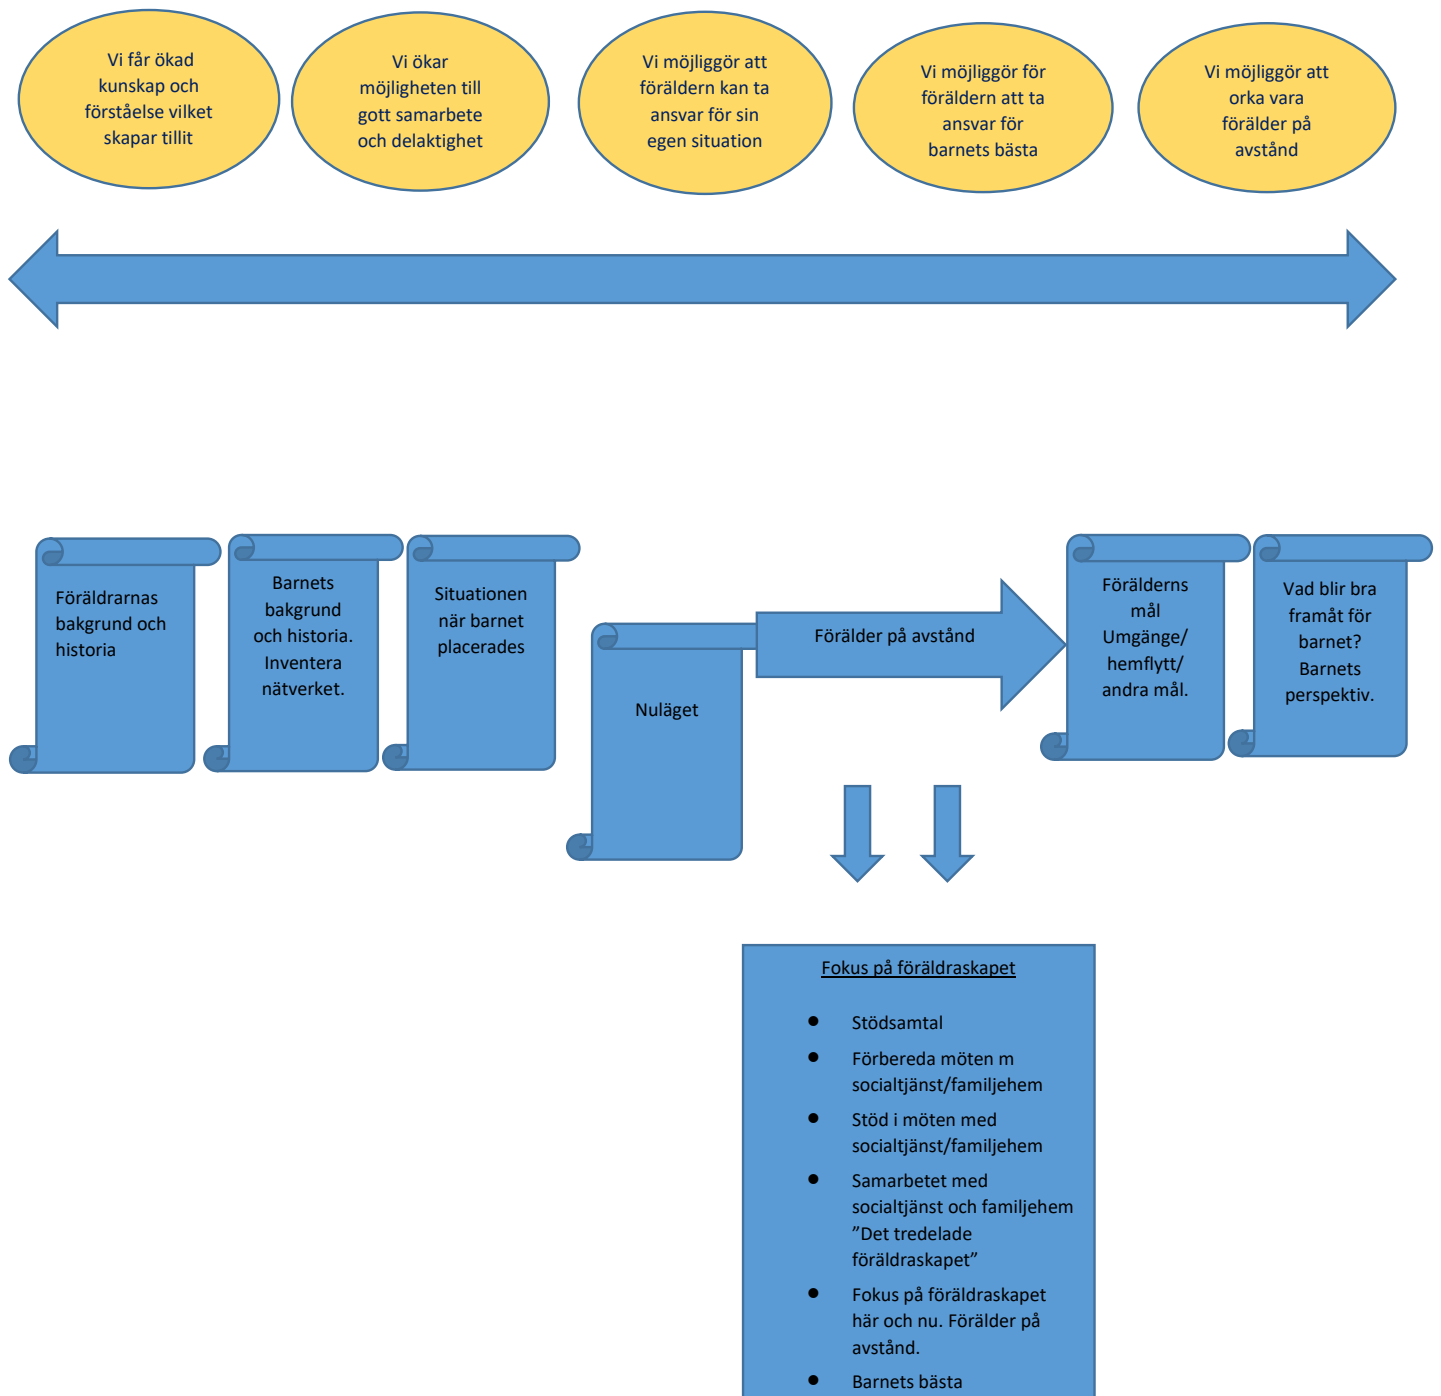 Vi får ökad
kunskap och
förståelse vilket
skapar tillit
Vi ökar
möjligheten till
gott samarbete
och delaktighet
Vi möjliggör att
föräldern kan ta
ansvar för sin
egen situation
Vi möjliggör för
föräldern att ta
ansvar för
barnets bästa
Vi möjliggör att
orka vara
förälder på
avstånd
Föräldrarnas
bakgrund och
historia
Barnets
bakgrund
och historia.
Inventera
nätverket.
Situationen
när barnet
placerades
Nuläget
Förälder på avstånd
Förälderns
mål
Umgänge/
hemflytt/
andra mål.
Vad blir bra
framåt för
barnet?
Barnets
perspektiv.
Fokus på föräldraskapet
● Stödsamtal
● Förbereda möten m
socialtjänst/familjehem
● Stöd i möten med
socialtjänst/familjehem
● Samarbetet med
socialtjänst och familjehem
”Det tredelade
föräldraskapet”
● Fokus på föräldraskapet
här och nu. Förälder på
avstånd.
● Barnets bästa